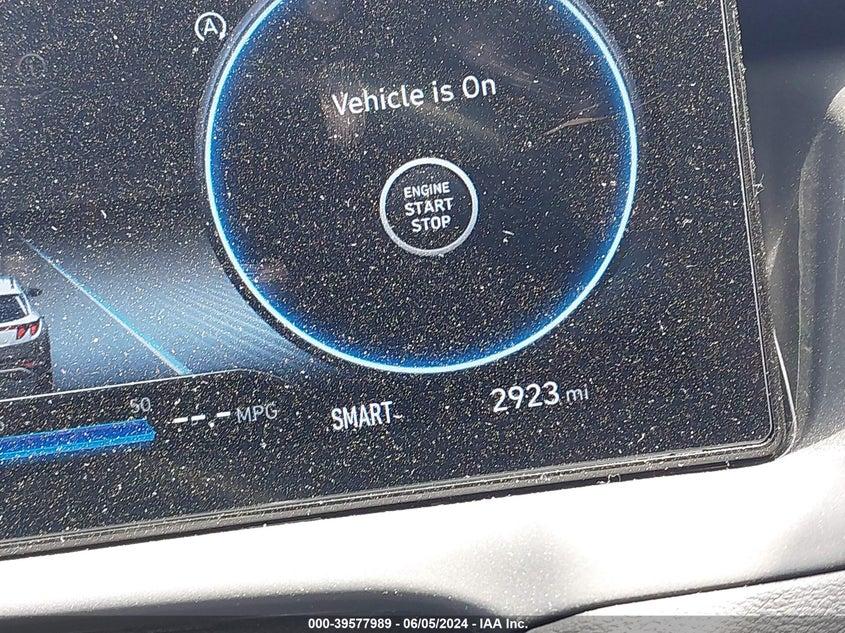 A
Vehicle is On
ENGINE
START
STOP
50
--- MPG
SMART
2923 mi
000-39577989 - 06/05/2024 - IAA Inc.